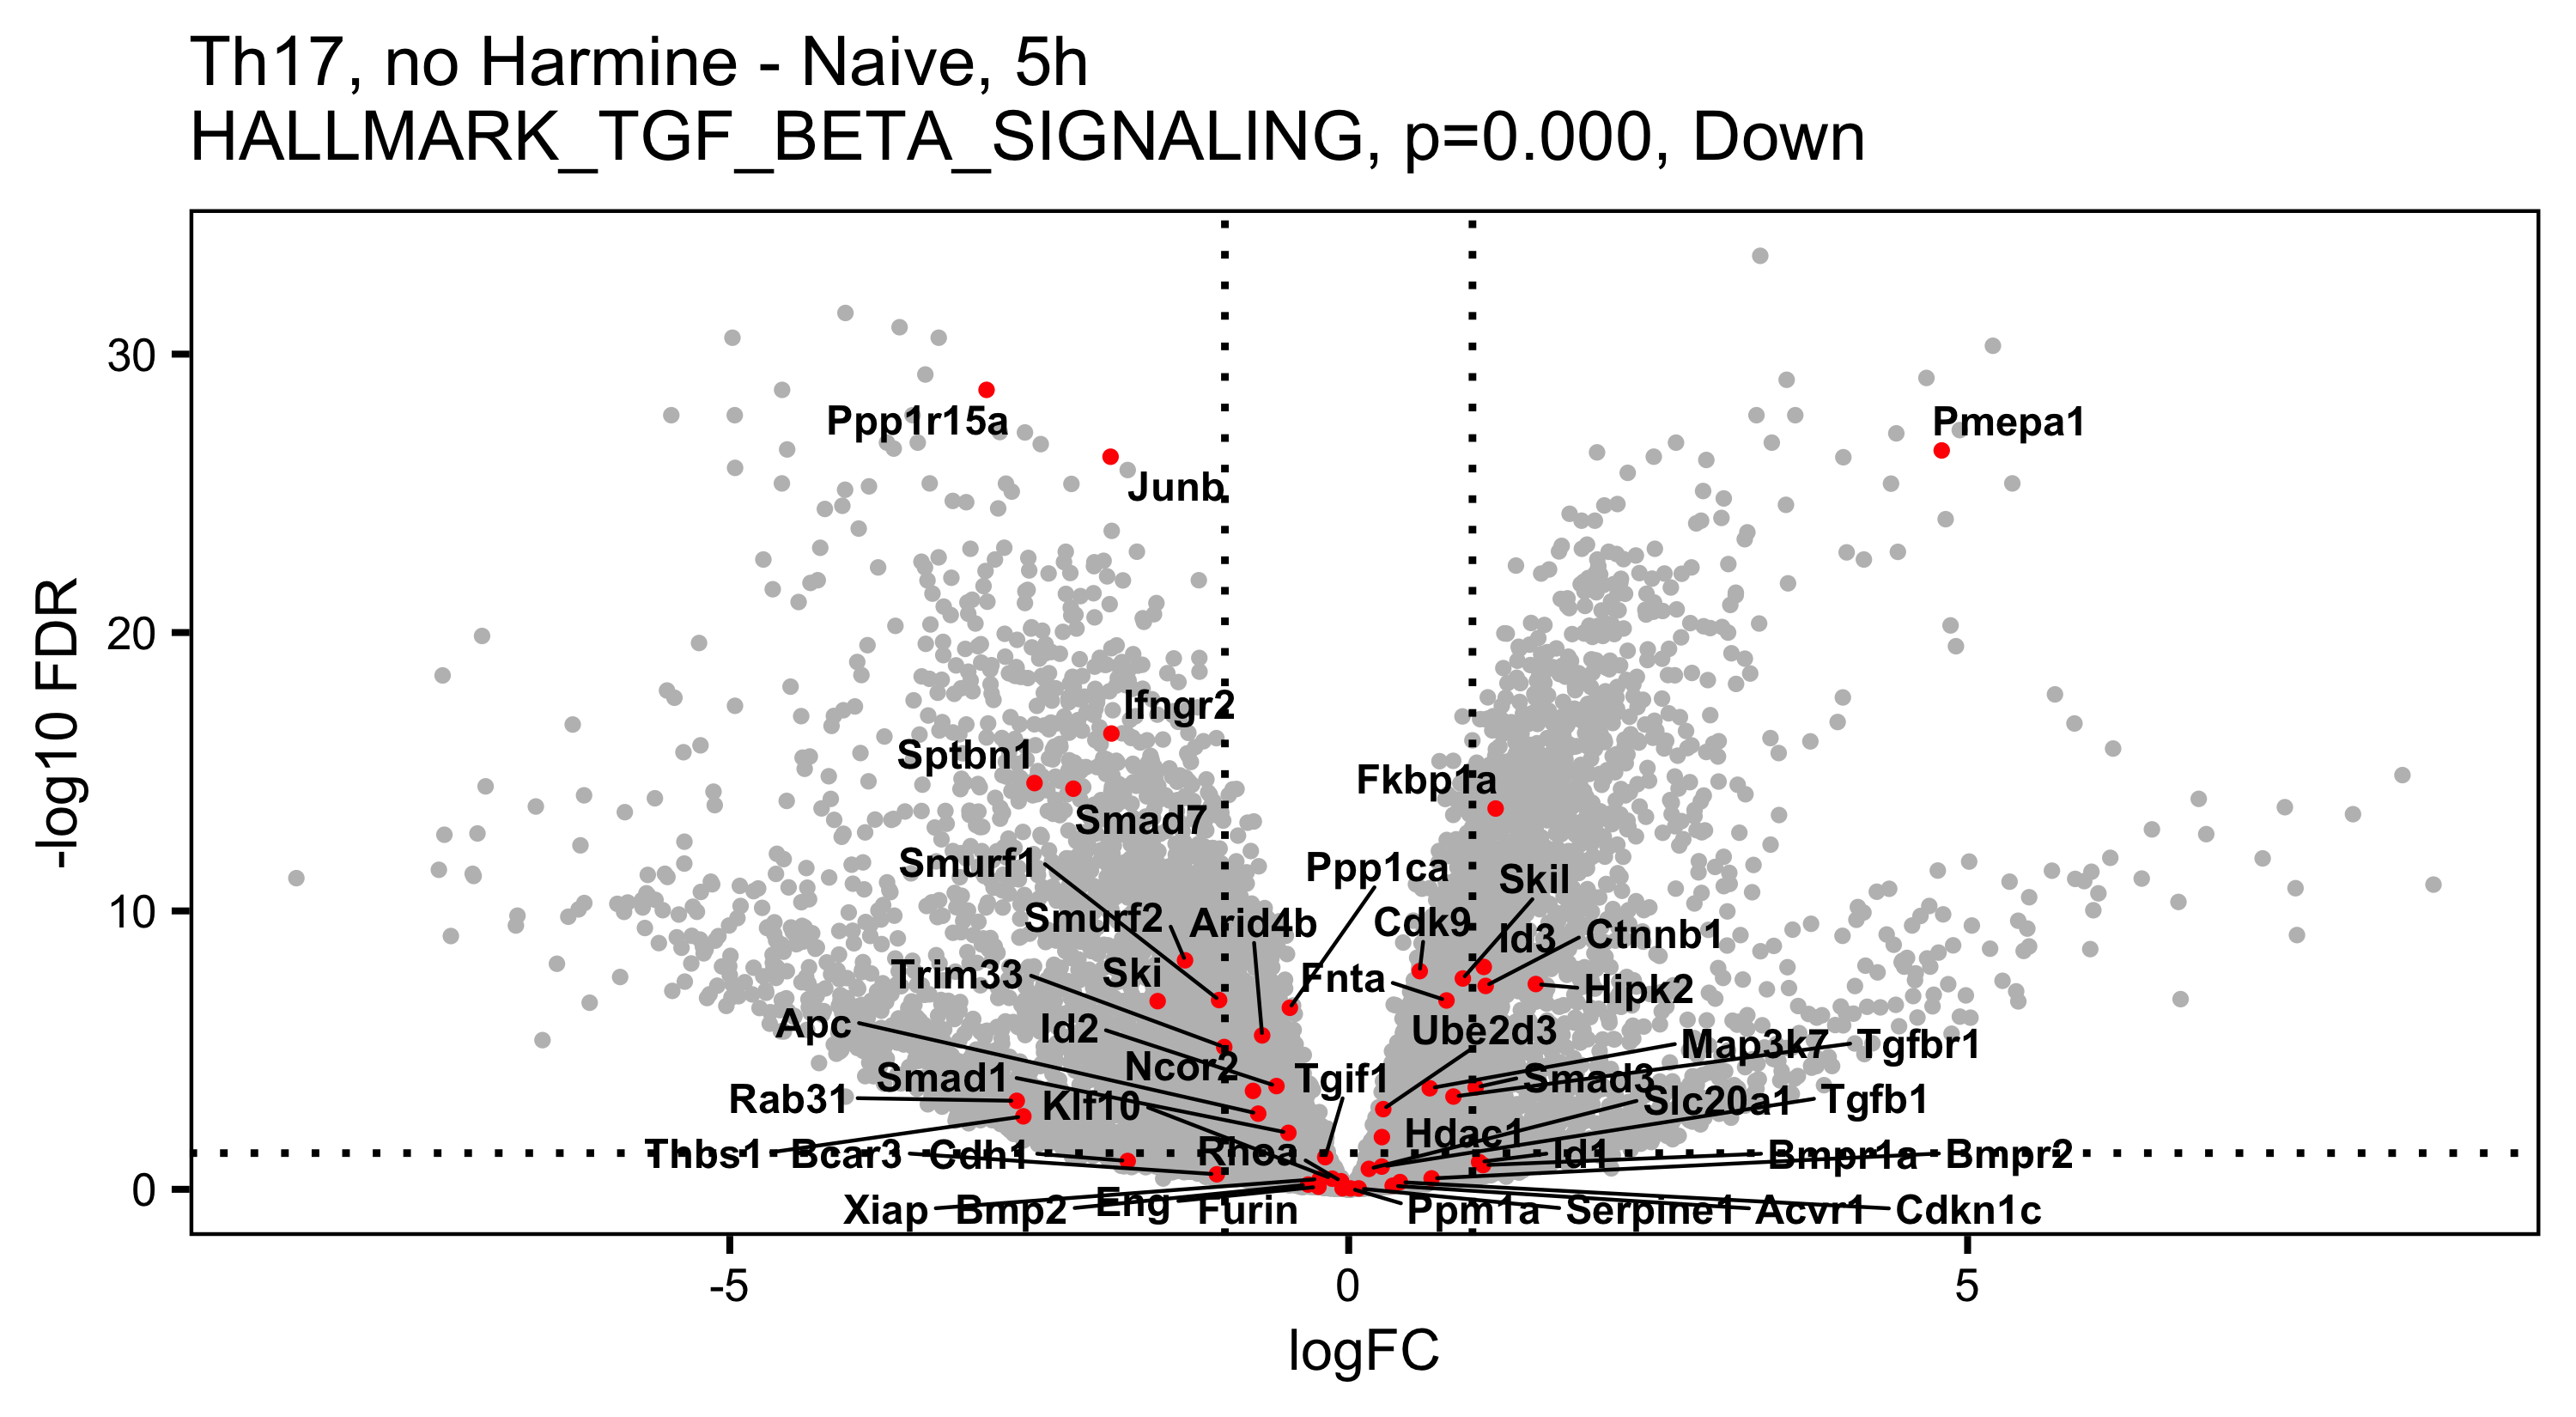 Th17, no Harmine - Naive, 5h
HALLMARK_TGF_BETA_SIGNALING, p=0.000, Down
-log10 FDR
30
20
10
0
Ppp1r15a
Pmepa1
Junb
Ifngr2
Sptbn1
Fkbp1a
Smad7
Smurf1
Ppp1ca
Skil
Smurf2
Arid4b
Cdk9
Id3
Ctnnb1
Trim33
Ski
Fnta
Hipk2
Apc
Id2
Ube2d3
Ncor2
Map3k7
Tgfbr1
Rab31
Smad1
Klf10
Tgif1
Smad3
Slc20a1
Tgfb1
Hdac1
Thbs1
Bcar3
Cdh1
Rhoa
Id1
Bmpr1a
Bmpr2
Xiap
Bmp2
Eng
Furin
Ppm1a
Serpine1
Acvr1
Cdkn1c
-5
0
5
logFC